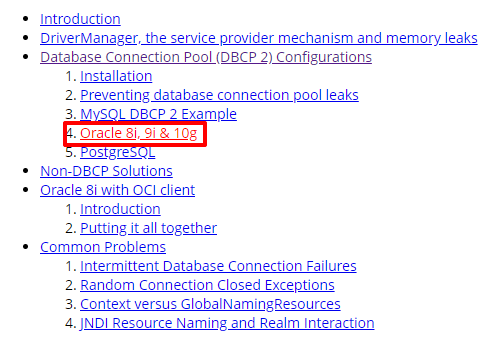 Introduction
DriverManager, the service provider mechanism and memory leaks
Database Connection Pool (DBCP 2) Configurations
1. Installation
2. Preventing database connection pool leaks
3. MySQL DBCP 2 Example
4. Oracle 8i, 9i & 10g
5. PostgreSQL
Non-DBCP Solutions
Oracle 8i with OCI client
1. Introduction
2. Putting it all together
Common Problems
1. Intermittent Database Connection Failures
2. Random Connection Closed Exceptions
3. Context versus GlobalNamingResources
4. JNDI Resource Naming and Realm Interaction